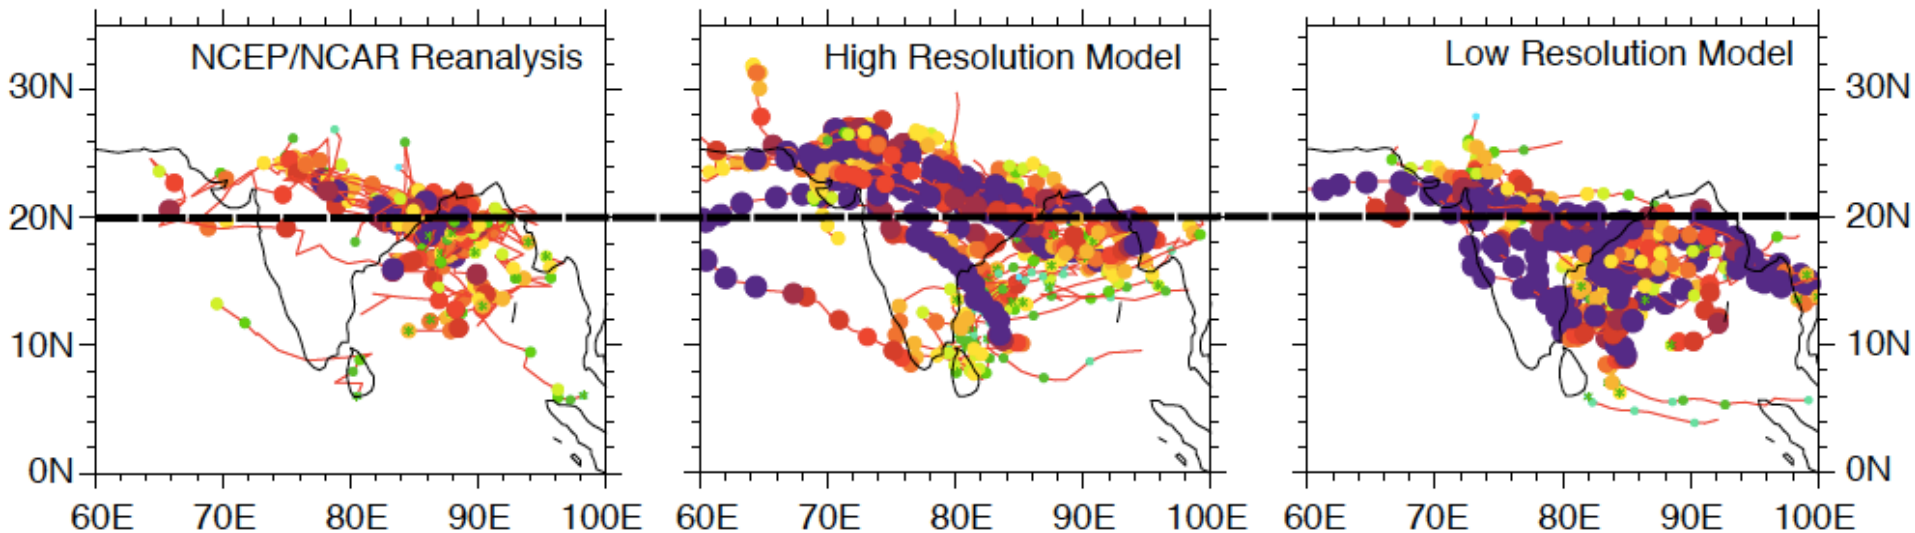 NCEP/NCAR Reanalysis
High Resolution Model
Low Resolution Model
30N
30N
20N
20N
10N
10N
0N
0N
60E 70E 80E 90E 100E
60E 70E 80E 90E 100E
60E 70E 80E 90E 100E